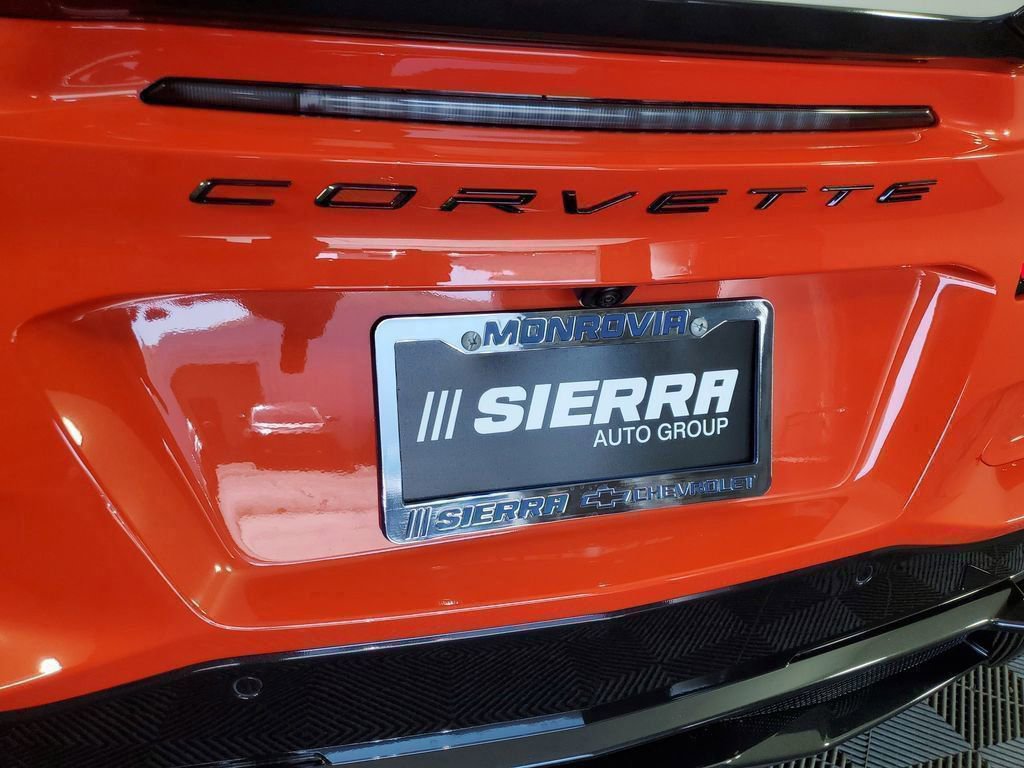 CORVETTE
MONROVIA
SIERRA
AUTO GROUP
SIERRA CHEVROLET